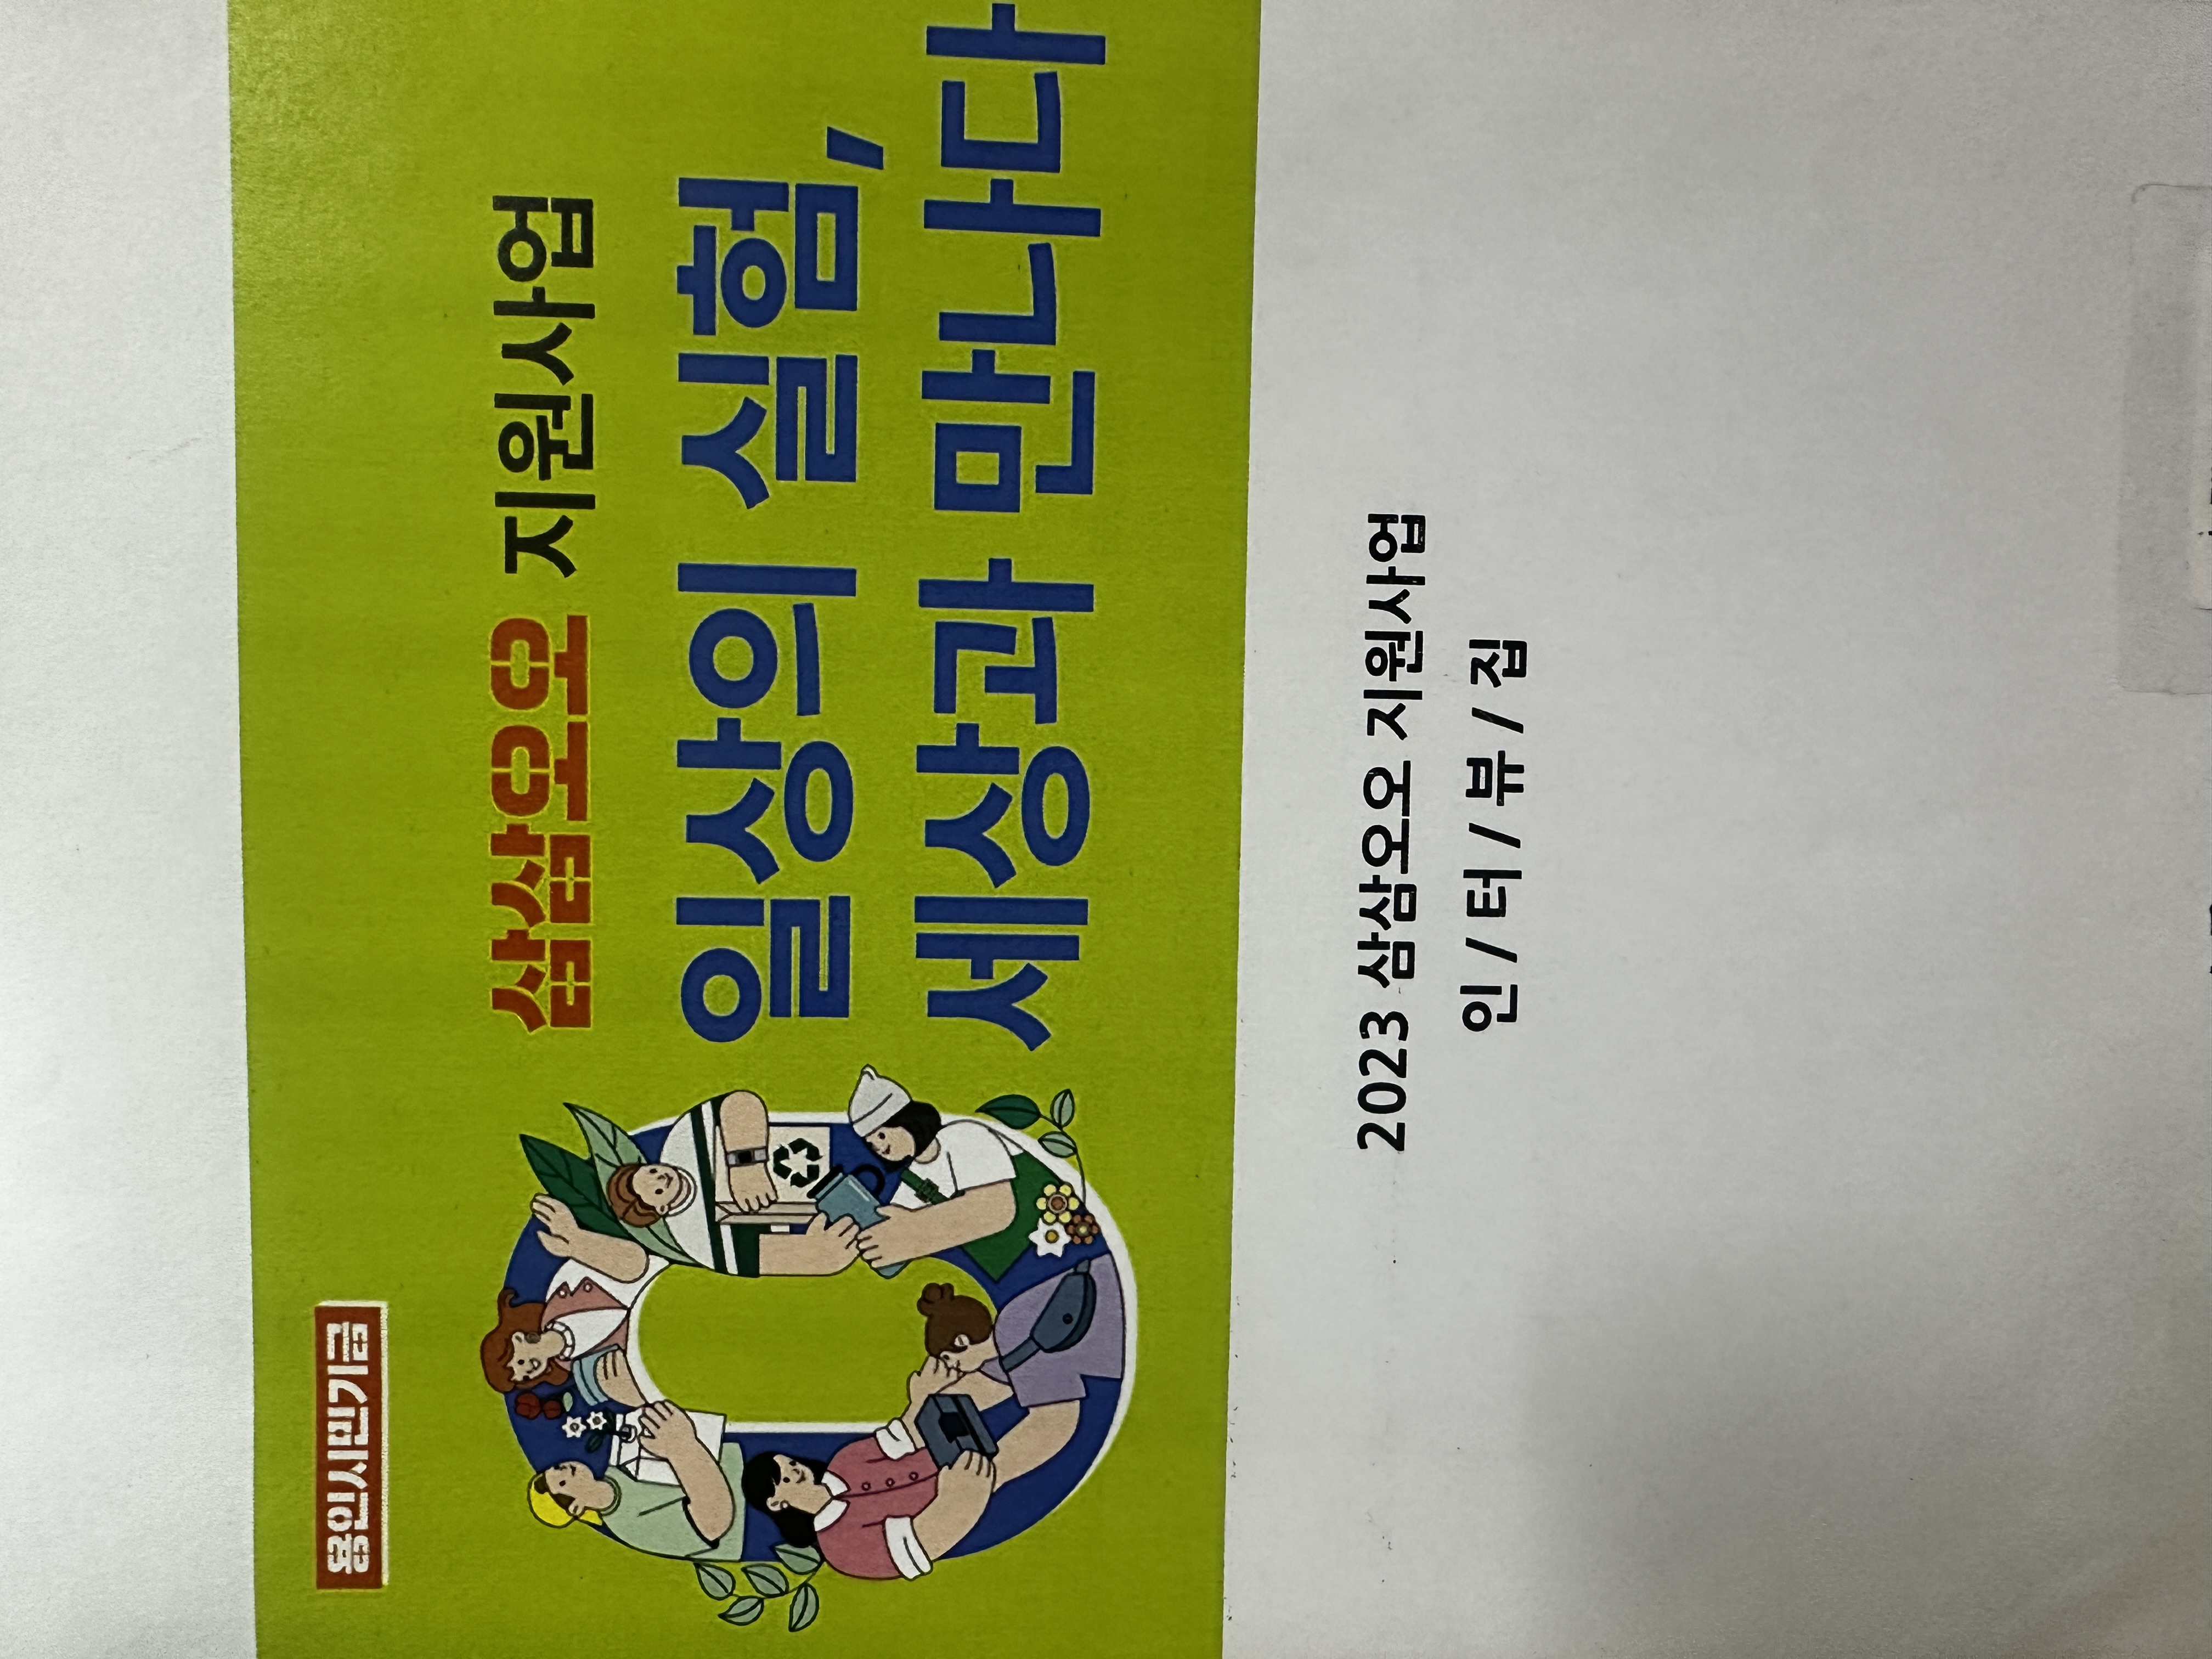 용인시민기금
삼삼오오 지원사업
일상의 실험,
세상과 만나다
2023 삼삼오오 지원사업
인 / 터 / 뷰 / 집